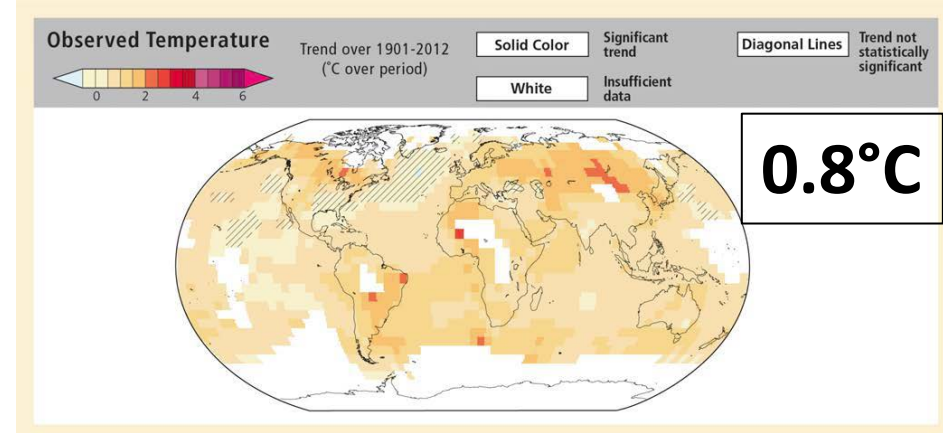 Observed Temperature
0 2 4 6
Trend over 1901-2012
(°C over period)
Solid Color
Significant
trend
White
Insufficient
data
Diagonal Lines
Trend not
statistically
significant
0.8°C